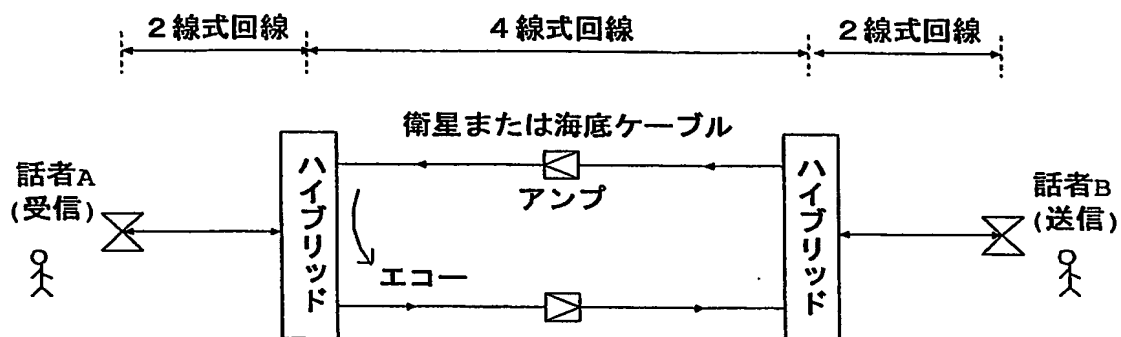 2線式回線
4線式回線
2線式回線
衛星または海底ケーブル
アンプ
話者A
(受信)
ハイブリッド
エコー
ハイブリッド
話者B
(送信)